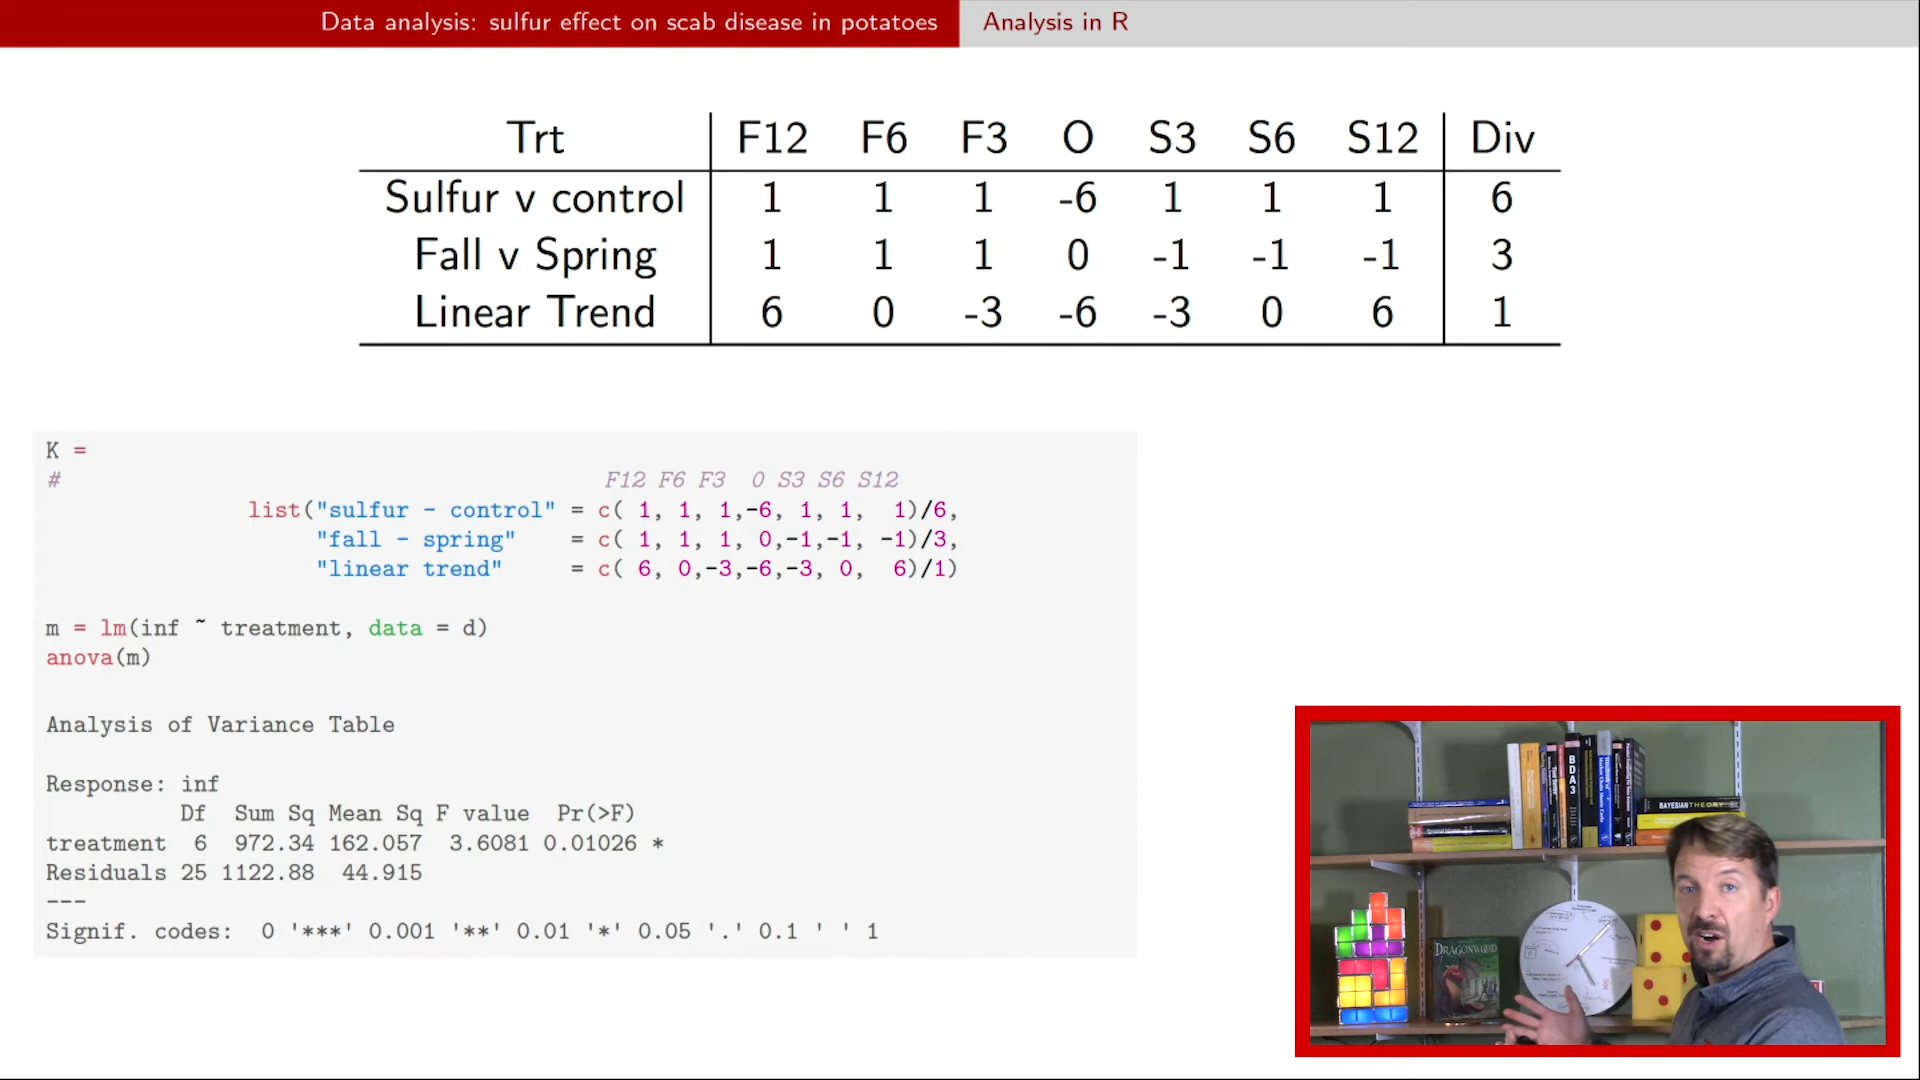 Data analysis: sulfur effect on scab disease in potatoes Analysis in R
Trt F12 F6 F3 O S3 S6 S12 Div
Sulfur v control 1 1 1 -6 1 1 1 6
Fall v Spring 1 1 1 0 -1 -1 -1 3
Linear Trend 6 0 -3 -6 -3 0 6 1
K =
# F12 F6 F3 O S3 S6 S12
list("sulfur - control" = c( 1, 1, 1,-6, 1, 1, 1)/6,
"fall - spring" = c( 1, 1, 1, 0,-1,-1, -1)/3,
"linear trend" = c( 6, 0,-3,-6,-3, 0, 6)/1)
m = lm(inf ~ treatment, data = d)
anova(m)
Analysis of Variance Table
Response: inf
Df Sum Sq Mean Sq F value Pr(>F)
treatment 6 972.34 162.057 3.6081 0.01026 *
Residuals 25 1122.88 44.915
---
Signif. codes: 0 '***' 0.001 '**' 0.01 '*' 0.05 '.' 0.1 ' ' 1
BDA3
BAYESIAN THEORY
DRAGONWOOD